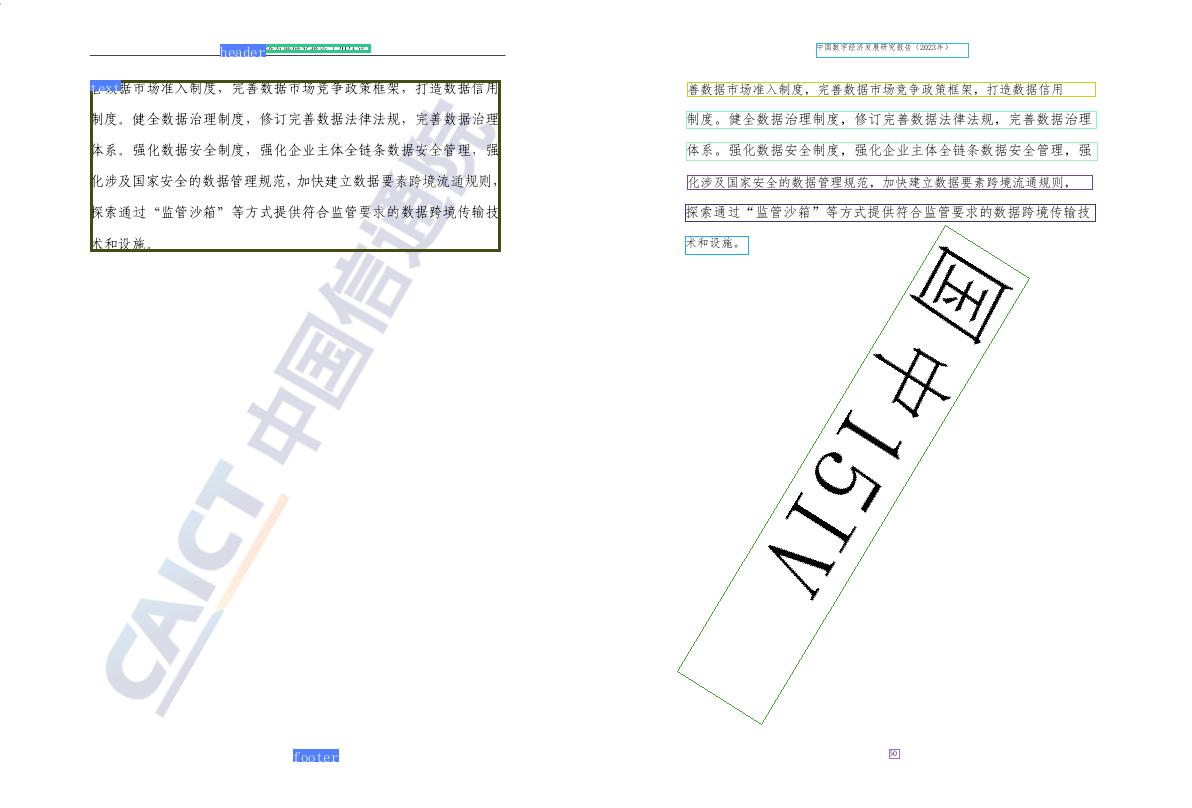 header
text
据市场准入制度，完善数据市场竞争政策框架，打造数据信用
制度。健全数据治理制度，修订完善数据法律法规，完善数据治理
体系。强化数据安全制度，强化企业主体全链条数据安全管理，强
化涉及国家安全的数据管理规范，加快建立数据要素跨境流通规则，
探索通过“监管沙箱”等方式提供符合监管要求的数据跨境传输技
术和设施。
CAICT 中国信通院
footer
中国数字经济发展研究报告（2023年）
善数据市场准入制度，完善数据市场竞争政策框架，打造数据信用
制度。健全数据治理制度，修订完善数据法律法规，完善数据治理
体系。强化数据安全制度，强化企业主体全链条数据安全管理，强
化涉及国家安全的数据管理规范，加快建立数据要素跨境流通规则，
探索通过“监管沙箱”等方式提供符合监管要求的数据跨境传输技
术和设施。
VI5I中国
50